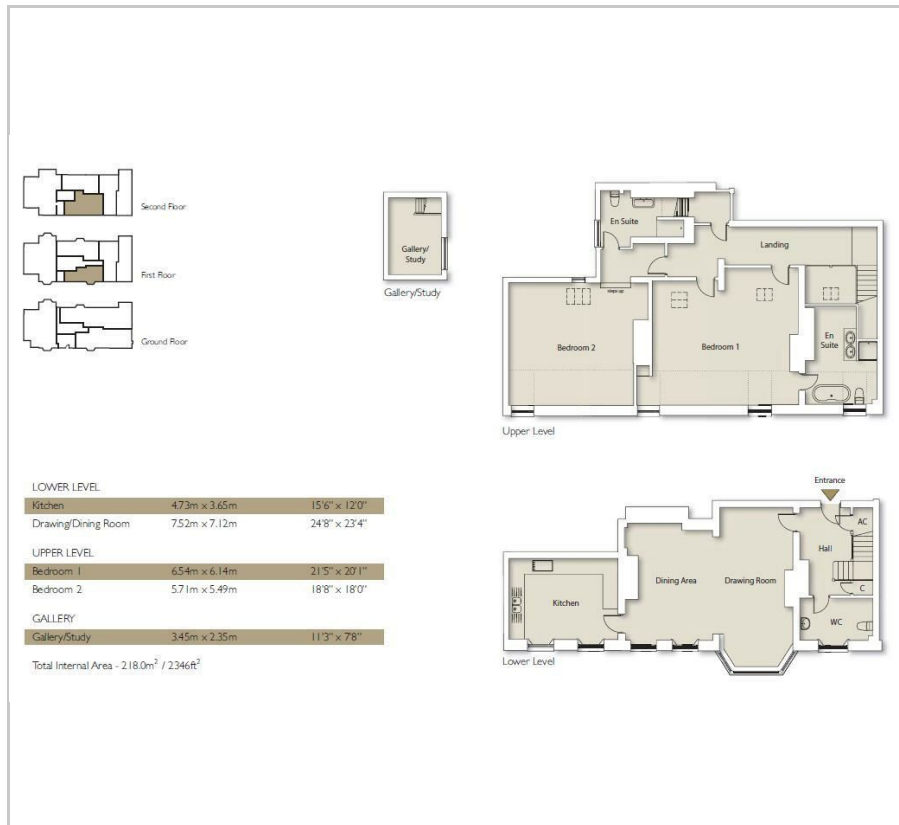 Second Floor
First Floor
Ground Floor
Gallery/
Study
Gallery/Study
En Suite
Landing
steps up
Bedroom 2
Bedroom 1
En
Suite
Upper Level
LOWER LEVEL
Kitchen 4.73m x 3.65m 15'6" x 12'0"
Drawing/Dining Room 7.52m x 7.12m 24'8" x 23'4"
UPPER LEVEL
Bedroom 1 6.54m x 6.14m 21'5" x 20'1"
Bedroom 2 5.71m x 5.49m 18'8" x 18'0"
GALLERY
Gallery/Study 3.45m x 2.35m 11'3" x 7'8"
Total Internal Area - 218.0m² / 2346ft²
Entrance
AC
Hall
Dining Area
Drawing Room
Kitchen
C
WC
Lower Level